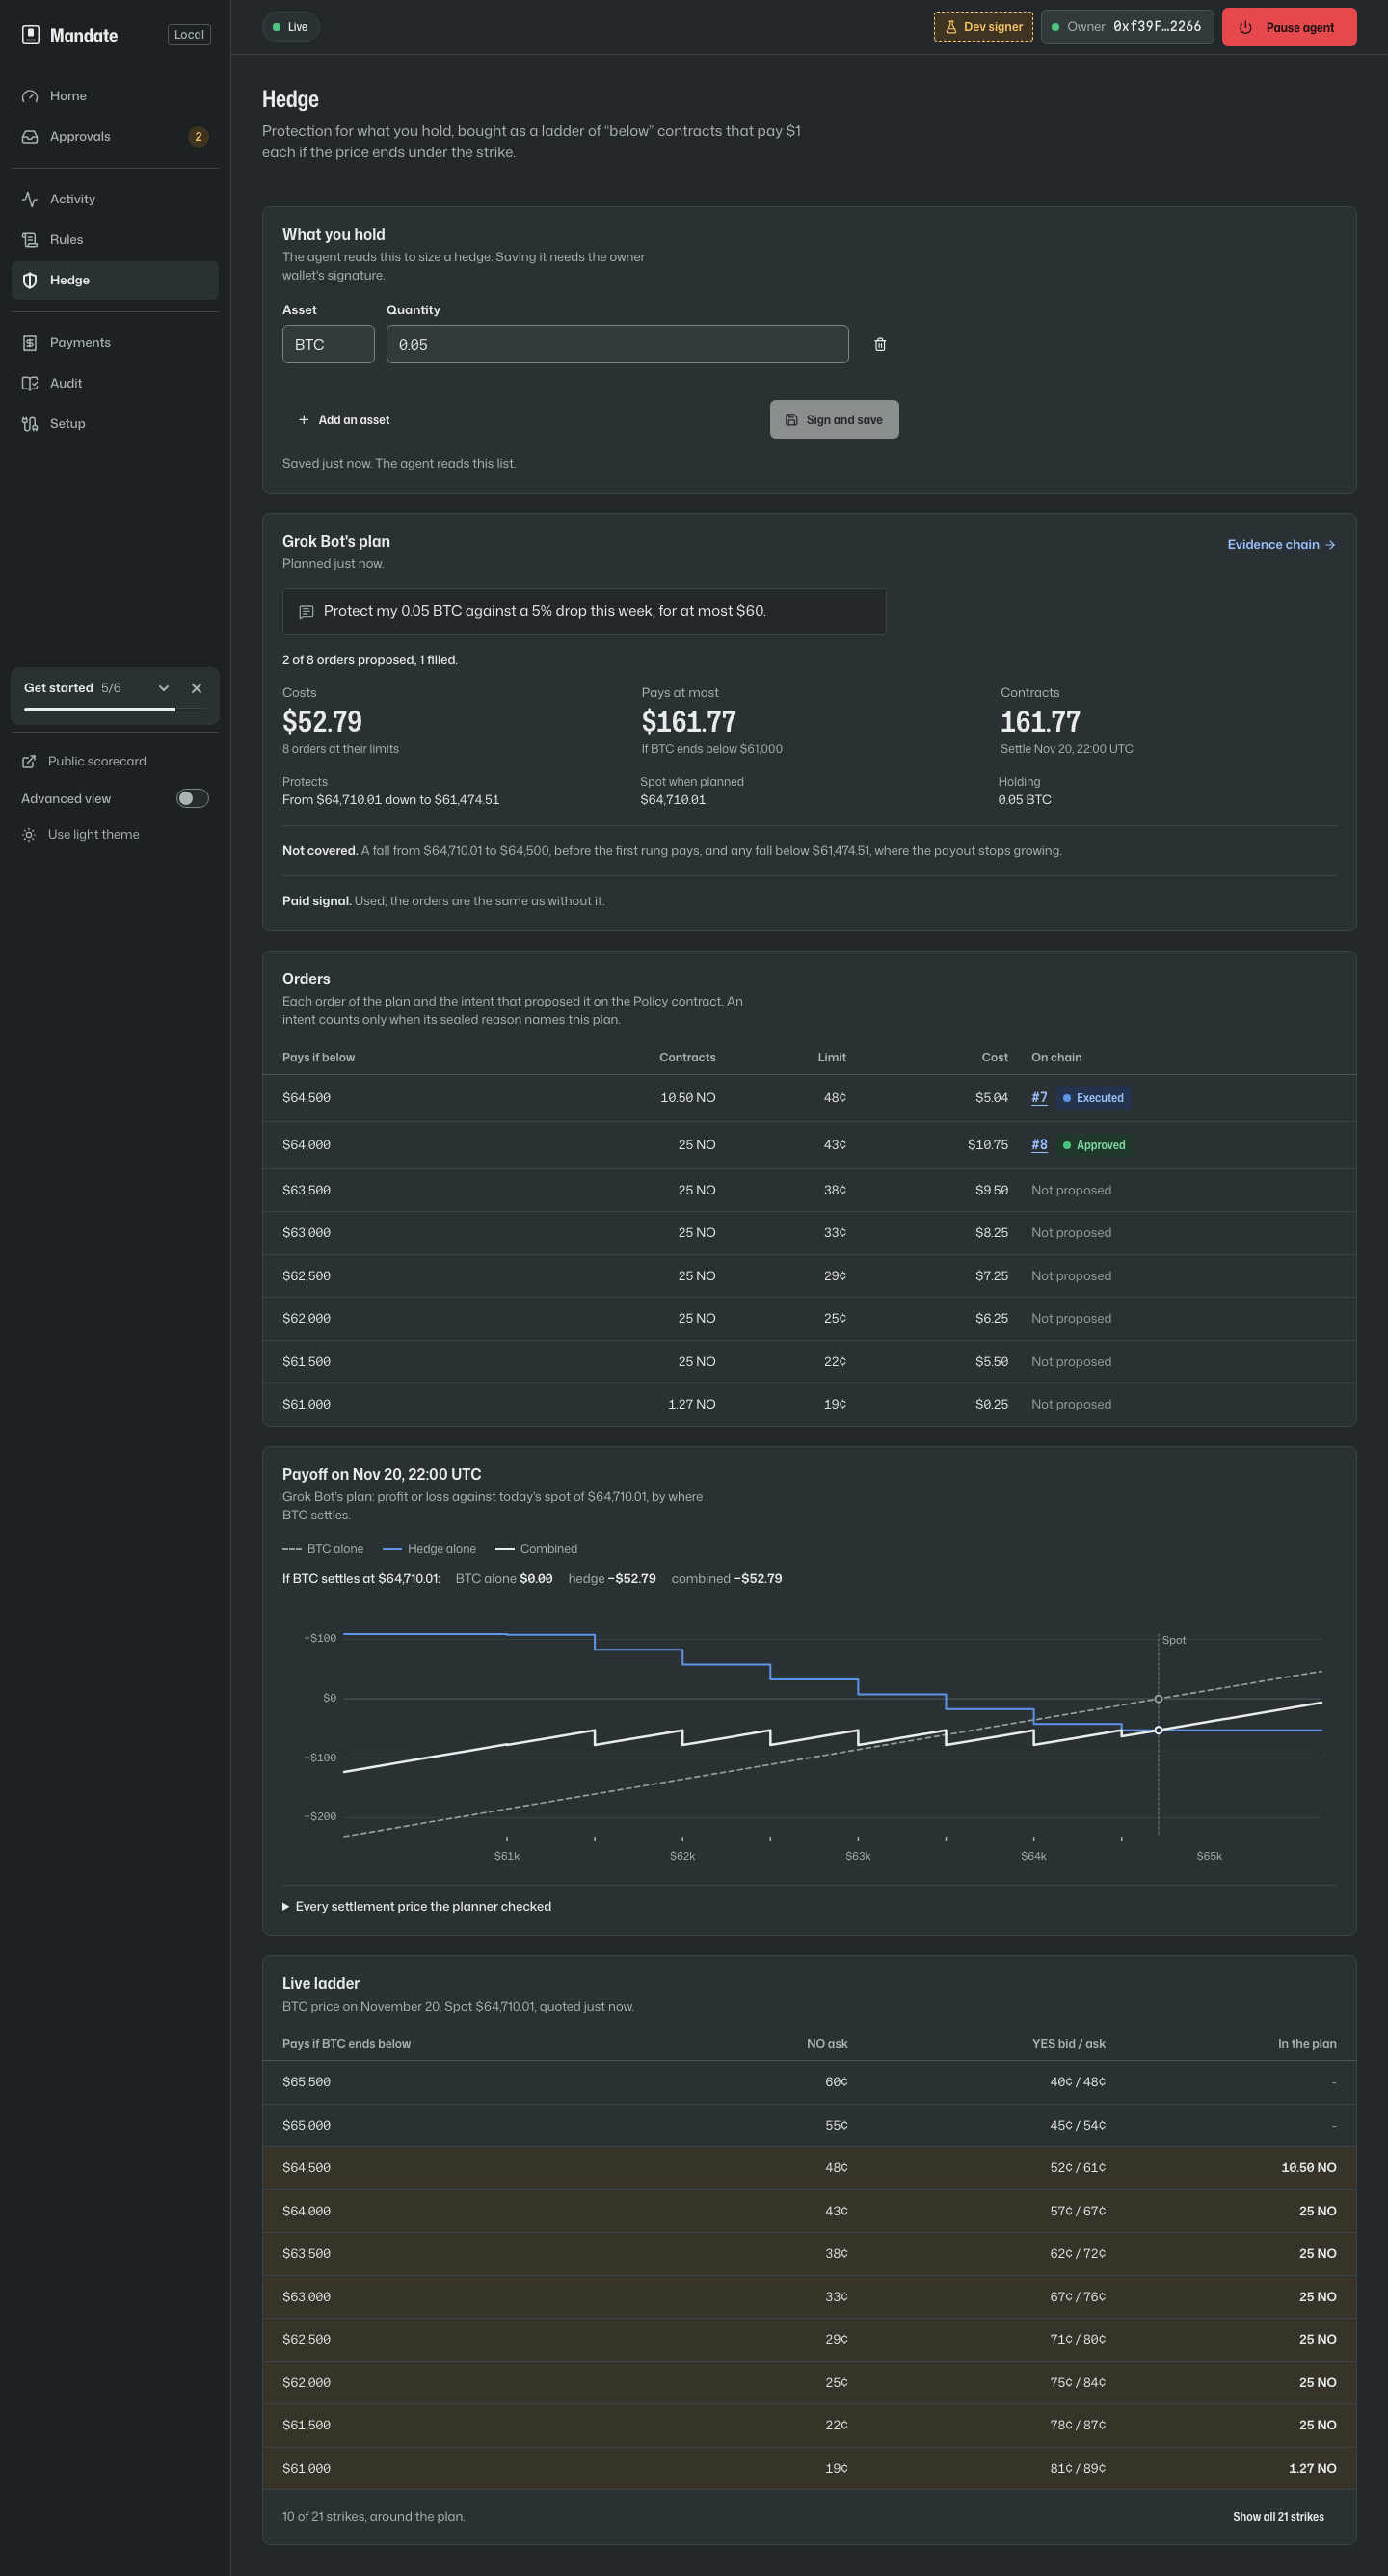 Mandate
Local
Home
Approvals
2
Activity
Rules
Hedge
Payments
Audit
Setup
Get started 5/6
Public scorecard
Advanced view
Use light theme
Live
Dev signer
Owner 0xf39F…2266
Pause agent
Hedge
Protection for what you hold, bought as a ladder of “below” contracts that pay $1
each if the price ends under the strike.
What you hold
The agent reads this to size a hedge. Saving it needs the owner
wallet's signature.
Asset Quantity
BTC 0.05
Add an asset Sign and save
Saved just now. The agent reads this list.
Grok Bot's plan
Evidence chain →
Planned just now.
Protect my 0.05 BTC against a 5% drop this week, for at most $60.
2 of 8 orders proposed, 1 filled.
Costs Pays at most Contracts
$52.79 $161.77 161.77
8 orders at their limits If BTC ends below $61,000 Settle Nov 20, 22:00 UTC
Protects Spot when planned Holding
From $64,710.01 down to $61,474.51 $64,710.01 0.05 BTC
Not covered. A fall from $64,710.01 to $64,500, before the first rung pays, and any fall below $61,474.51, where the payout stops growing.
Paid signal. Used; the orders are the same as without it.
Orders
Each order of the plan and the intent that proposed it on the Policy contract. An
intent counts only when its sealed reason names this plan.
Pays if below Contracts Limit Cost On chain
$64,500 10.50 NO 48¢ $5.04 #7 Executed
$64,000 25 NO 43¢ $10.75 #8 Approved
$63,500 25 NO 38¢ $9.50 Not proposed
$63,000 25 NO 33¢ $8.25 Not proposed
$62,500 25 NO 29¢ $7.25 Not proposed
$62,000 25 NO 25¢ $6.25 Not proposed
$61,500 25 NO 22¢ $5.50 Not proposed
$61,000 1.27 NO 19¢ $0.25 Not proposed
Payoff on Nov 20, 22:00 UTC
Grok Bot's plan: profit or loss against today's spot of $64,710.01, by where
BTC settles.
BTC alone Hedge alone Combined
If BTC settles at $64,710.01: BTC alone $0.00 hedge −$52.79 combined −$52.79
+$100
Spot
$0
−$100
−$200
$61k $62k $63k $64k $65k
Every settlement price the planner checked
Live ladder
BTC price on November 20. Spot $64,710.01, quoted just now.
Pays if BTC ends below NO ask YES bid / ask In the plan
$65,500 60¢ 40¢ / 48¢ -
$65,000 55¢ 45¢ / 54¢ -
$64,500 48¢ 52¢ / 61¢ 10.50 NO
$64,000 43¢ 57¢ / 67¢ 25 NO
$63,500 38¢ 62¢ / 72¢ 25 NO
$63,000 33¢ 67¢ / 76¢ 25 NO
$62,500 29¢ 71¢ / 80¢ 25 NO
$62,000 25¢ 75¢ / 84¢ 25 NO
$61,500 22¢ 78¢ / 87¢ 25 NO
$61,000 19¢ 81¢ / 89¢ 1.27 NO
10 of 21 strikes, around the plan. Show all 21 strikes